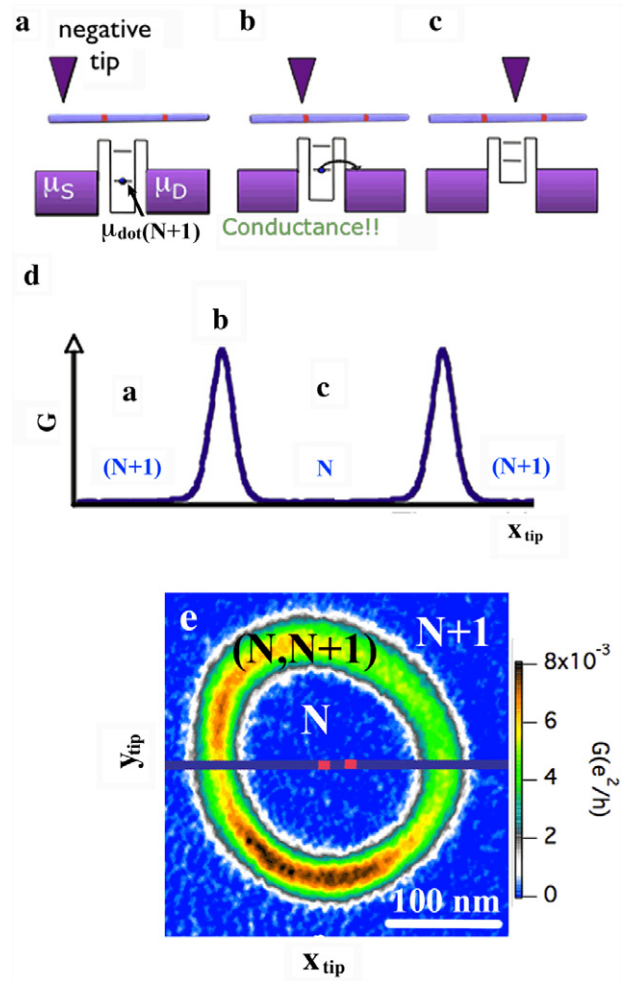 a
b
c
negative
tip
μS
μD
μdot(N+1)
Conductance!!
d
b
a
c
G
(N+1)
N
(N+1)
xtip
e
N+1
(N,N+1)
N
8x10-3
6
4
2
0
G(e2/h)
ytip
100 nm
xtip